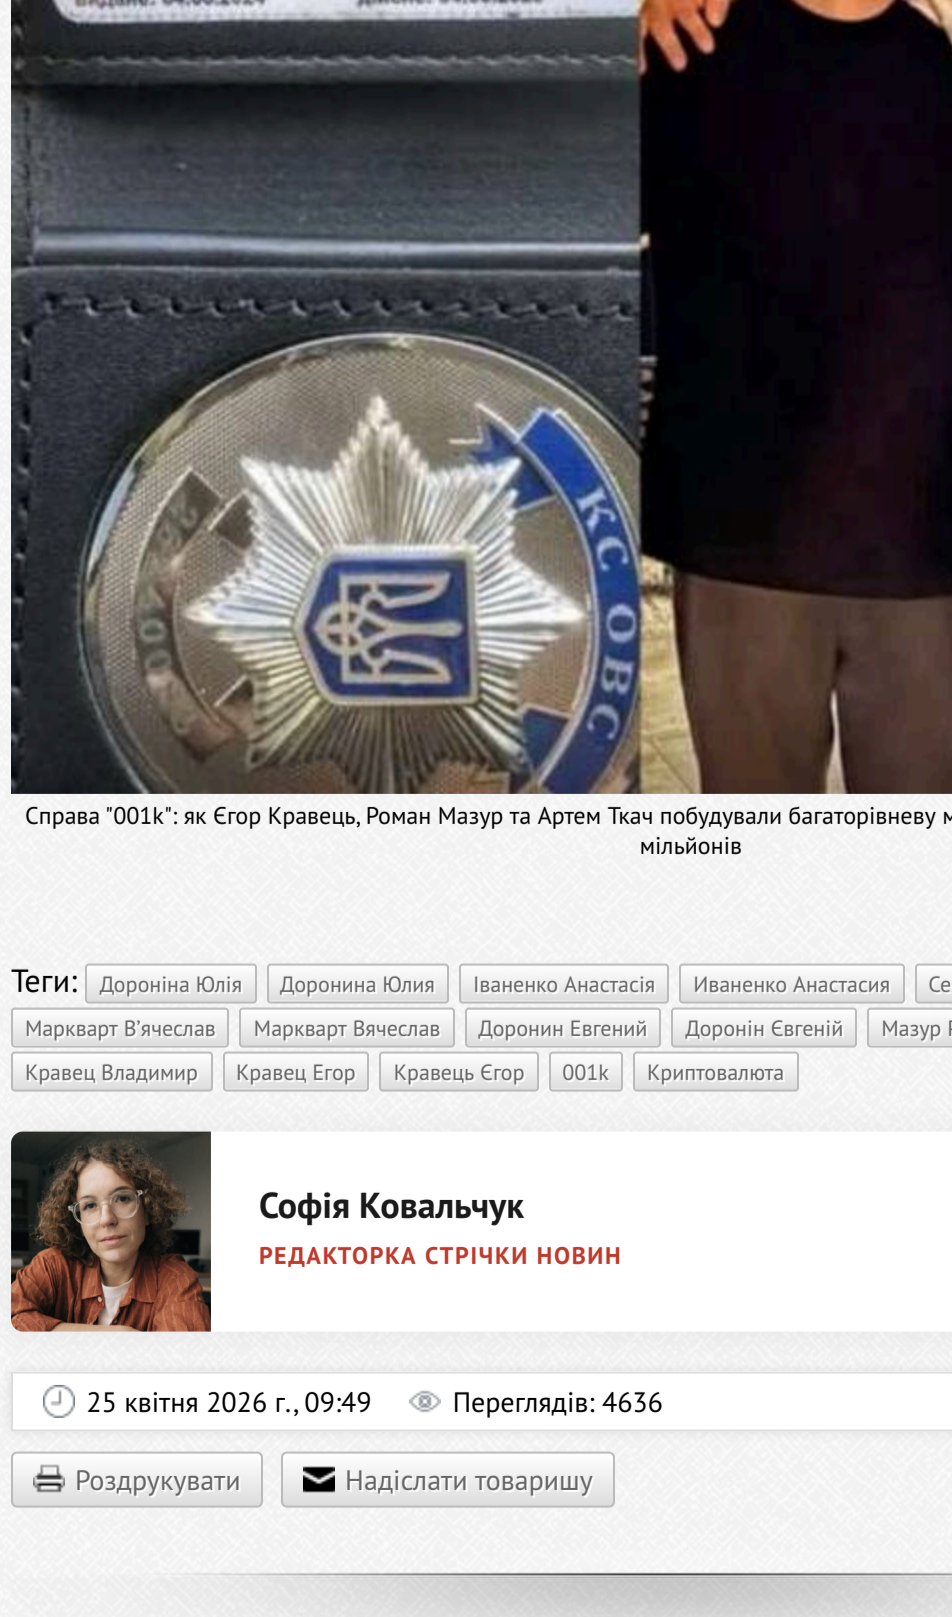 КС ОВС
Справа "001k": як Єгор Кравець, Роман Мазур та Артем Ткач побудували багаторівневу
мільйонів
Теги: Дороніна Юлія Доронина Юлия Іваненко Анастасія Иваненко Анастасия Се
Маркварт В'ячеслав Маркварт Вячеслав Доронин Евгений Доронін Євгеній Мазур
Кравец Владимир Кравец Егор Кравець Єгор 001k Криптовалюта
Софія Ковальчук
РЕДАКТОРКА СТРІЧКИ НОВИН
25 квітня 2026 г., 09:49 Переглядів: 4636
Роздрукувати Надіслати товаришу